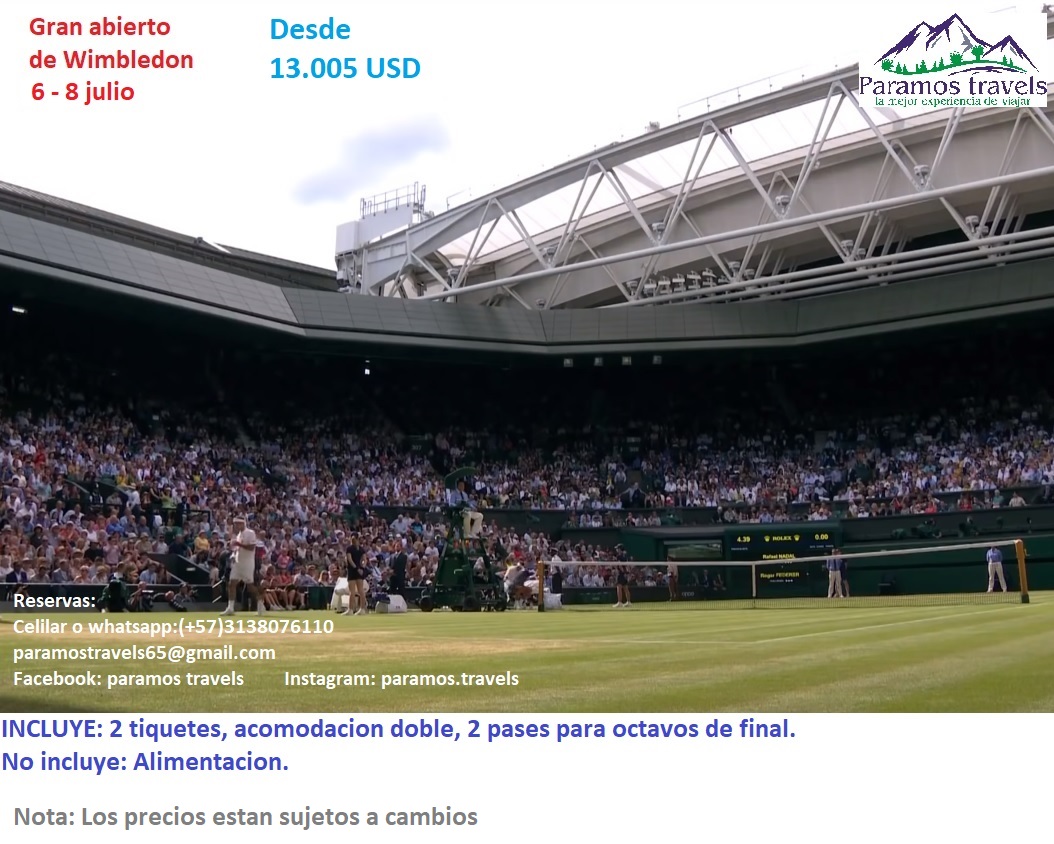 Gran abierto
de Wimbledon
6 - 8 julio
Desde
13.005 USD
Paramos travels
la mejor experiencia de viajar
4.39 ROLEX 0.00
Rafael NADAL
Roger FEDERER
Reservas:
Celilar o whatsapp:(+57)3138076110
paramostravels65@gmail.com
Facebook: paramos travels Instagram: paramos.travels
INCLUYE: 2 tiquetes, acomodacion doble, 2 pases para octavos de final.
No incluye: Alimentacion.
Nota: Los precios estan sujetos a cambios